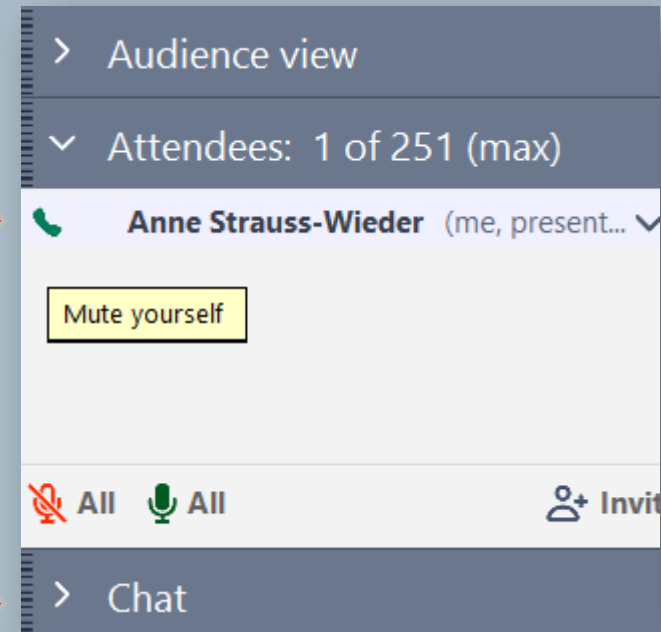 Audience view
Attendees: 1 of 251 (max)
Anne Strauss-Wieder (me, present...
Mute yourself
All All Invit
Chat